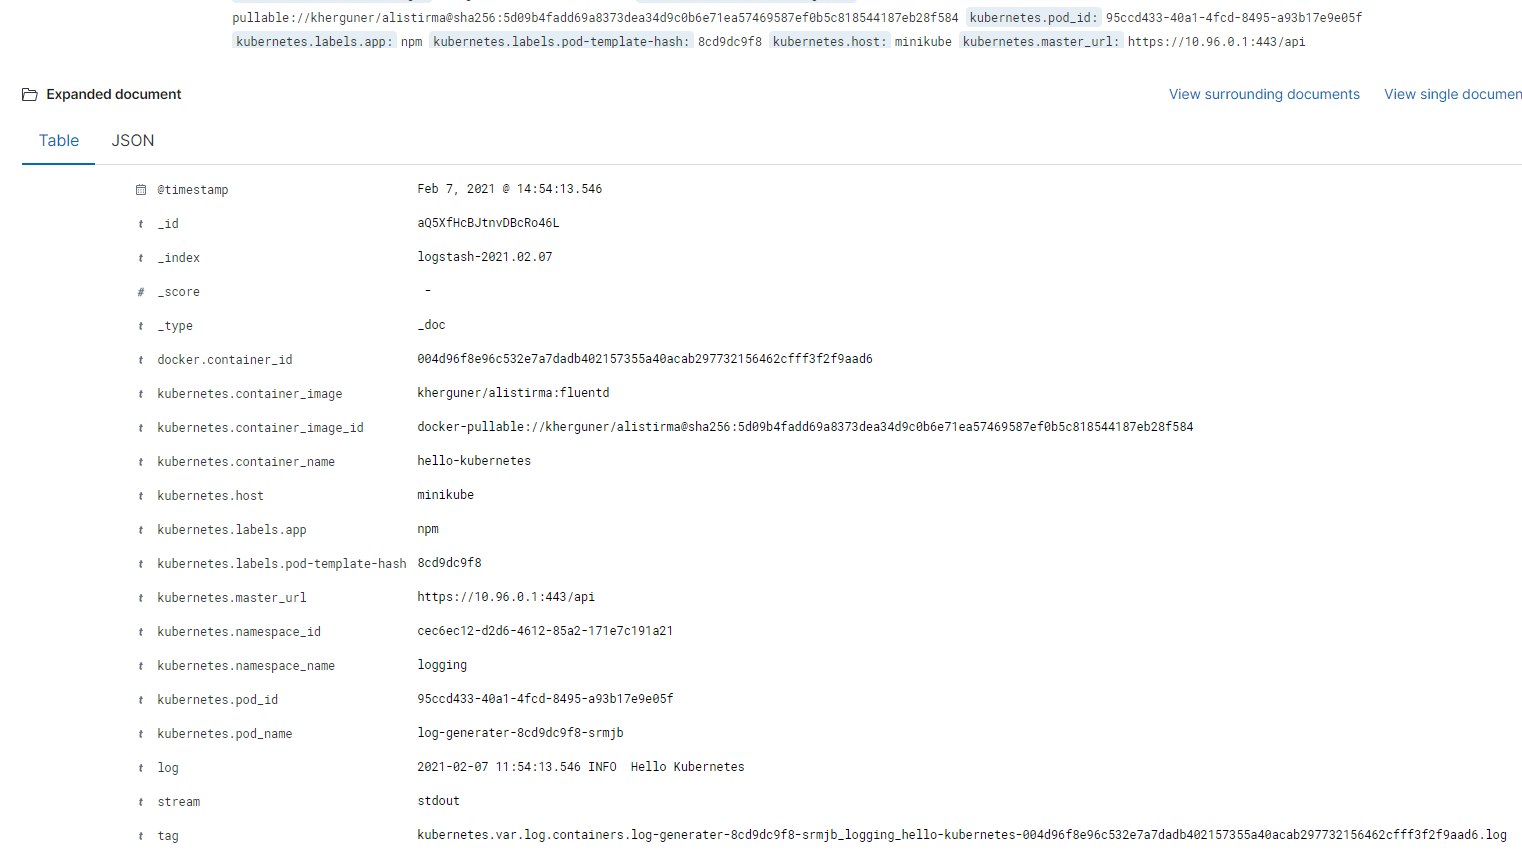 pullable://kherguner/alistirma@sha256:5d09b4fadd69a8373dea34d9c0b6e71ea57469587ef0b5c818544187eb28f584 kubernetes.pod_id: 95ccd433-40a1-4fcd-8495-a93b17e9e05f
kubernetes.labels.app: npm kubernetes.labels.pod-template-hash: 8cd9dc9f8 kubernetes.host: minikube kubernetes.master_url: https://10.96.0.1:443/api
Expanded document View surrounding documents View single documen
Table JSON
@timestamp Feb 7, 2021 @ 14:54:13.546
t _id aQ5XfHcBJtnvDBcRo46L
t _index logstash-2021.02.07
# _score -
t _type _doc
t docker.container_id 004d96f8e96c532e7a7dadb402157355a40acab297732156462cfff3f2f9aad6
t kubernetes.container_image kherguner/alistirma:fluentd
t kubernetes.container_image_id docker-pullable://kherguner/alistirma@sha256:5d09b4fadd69a8373dea34d9c0b6e71ea57469587ef0b5c818544187eb28f584
t kubernetes.container_name hello-kubernetes
t kubernetes.host minikube
t kubernetes.labels.app npm
t kubernetes.labels.pod-template-hash 8cd9dc9f8
t kubernetes.master_url https://10.96.0.1:443/api
t kubernetes.namespace_id cec6ec12-d2d6-4612-85a2-171e7c191a21
t kubernetes.namespace_name logging
t kubernetes.pod_id 95ccd433-40a1-4fcd-8495-a93b17e9e05f
t kubernetes.pod_name log-generater-8cd9dc9f8-srmjb
t log 2021-02-07 11:54:13.546 INFO  Hello Kubernetes
t stream stdout
t tag kubernetes.var.log.containers.log-generater-8cd9dc9f8-srmjb_logging_hello-kubernetes-004d96f8e96c532e7a7dadb402157355a40acab297732156462cfff3f2f9aad6.log